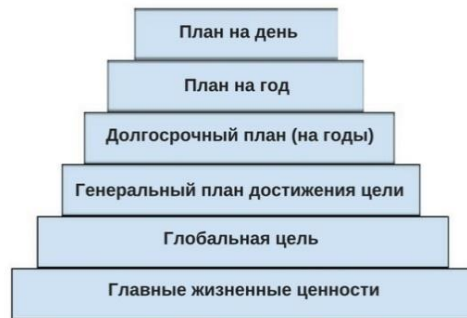 План на день
План на год
Долгосрочный план (на годы)
Генеральный план достижения цели
Глобальная цель
Главные жизненные ценности